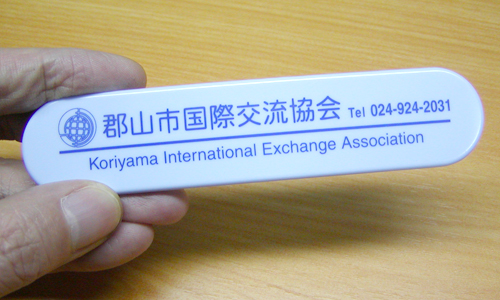 郡山市国際交流協会 Tel 024-924-2031
Koriyama International Exchange Association